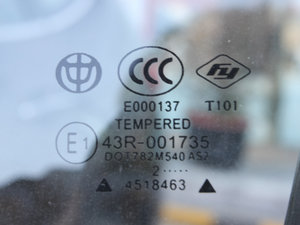 CCC FY
E000137 T101
TEMPERED
E1 43R-001735
DOT782M540 AS2
2·····
4518463